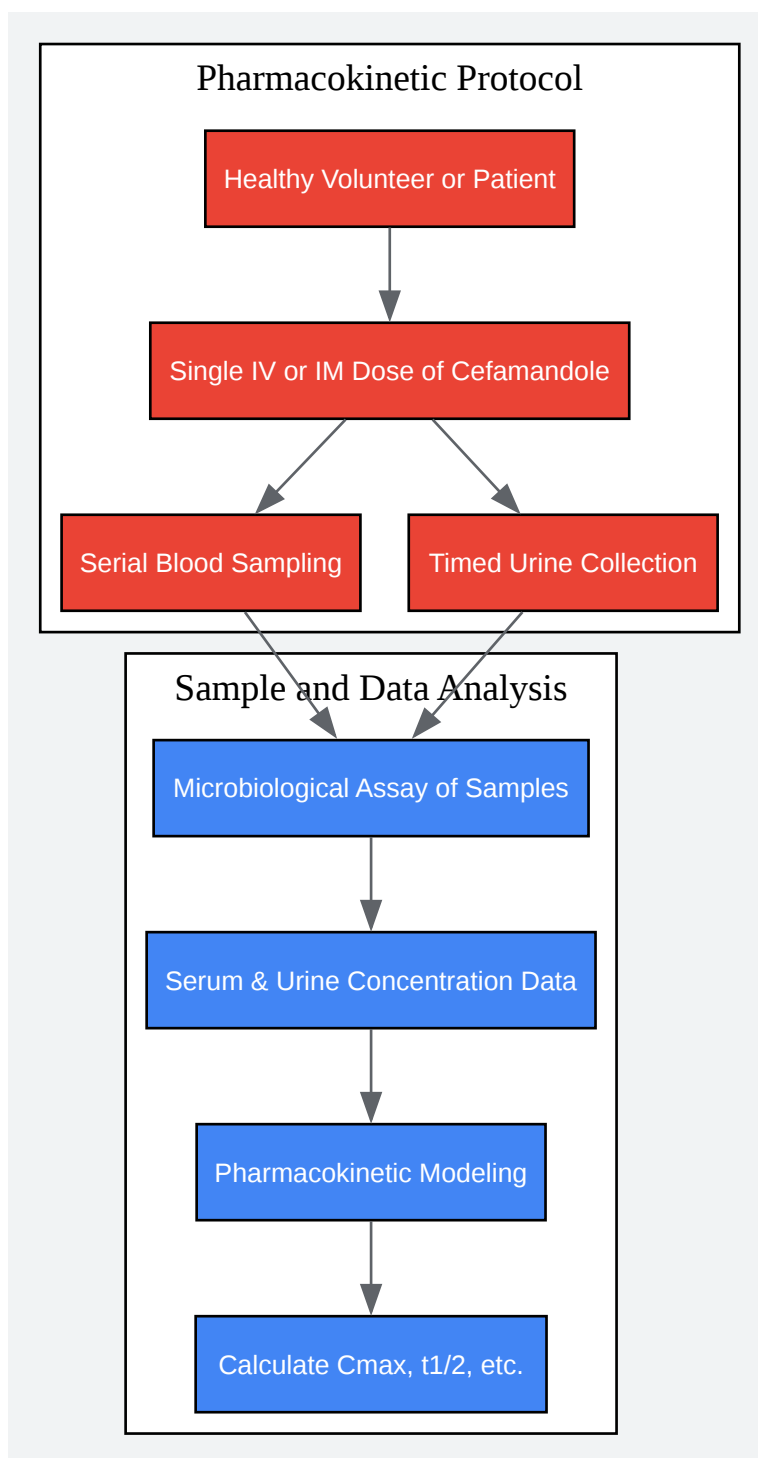 Pharmacokinetic Protocol
Healthy Volunteer or Patient
Single IV or IM Dose of Cefamandole
Serial Blood Sampling
Timed Urine Collection
Sample and Data Analysis
Microbiological Assay of Samples
Serum & Urine Concentration Data
Pharmacokinetic Modeling
Calculate Cmax, t1/2, etc.